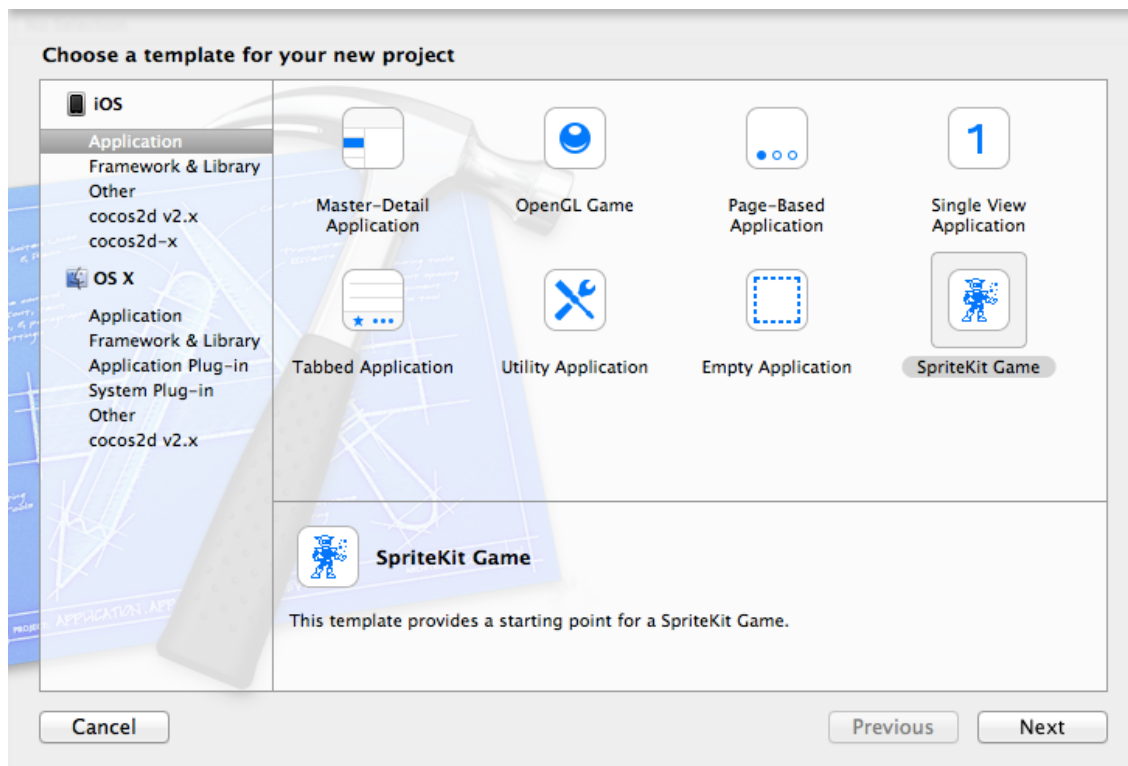 Choose a template for your new project
iOS
Application
Framework & Library
Other
cocos2d v2.x
cocos2d-x
OS X
Application
Framework & Library
Application Plug-in
System Plug-in
Other
cocos2d v2.x
Master-Detail
Application
OpenGL Game
Page-Based
Application
1
Single View
Application
Tabbed Application
Utility Application
Empty Application
SpriteKit Game
SpriteKit Game
This template provides a starting point for a SpriteKit Game.
PROJECT: APPLICATION.APP
Cancel
Previous
Next